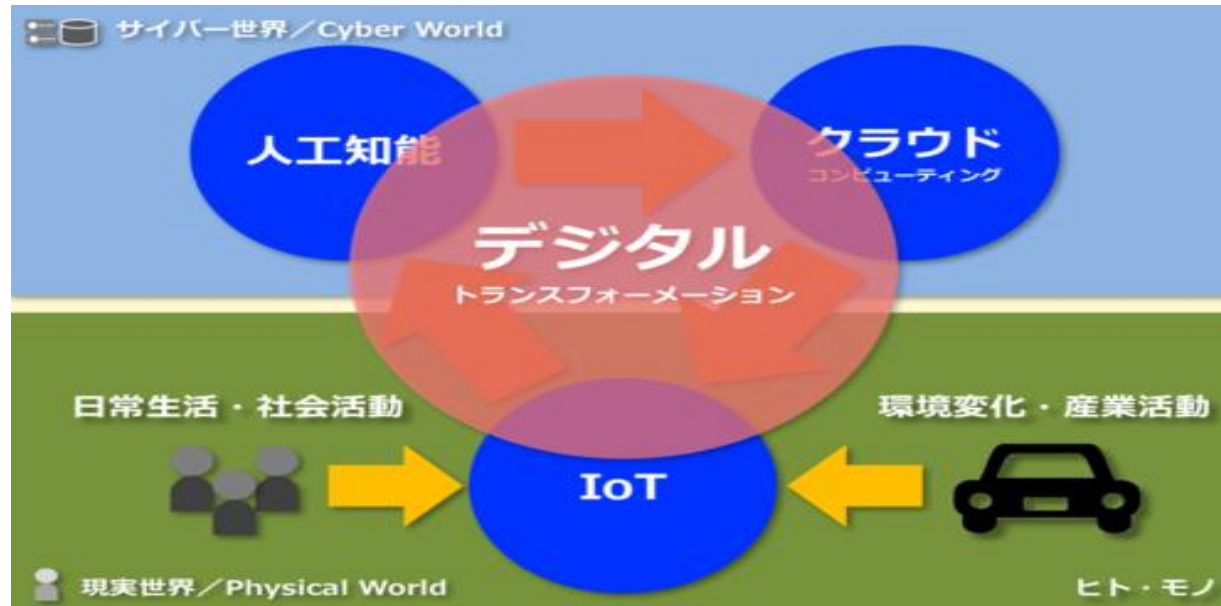 サイバー世界／Cyber World
人工知能
クラウド
コンピューティング
デジタル
トランスフォーメーション
日常生活・社会活動
環境変化・産業活動
IoT
現実世界／Physical World
ヒト・モノ